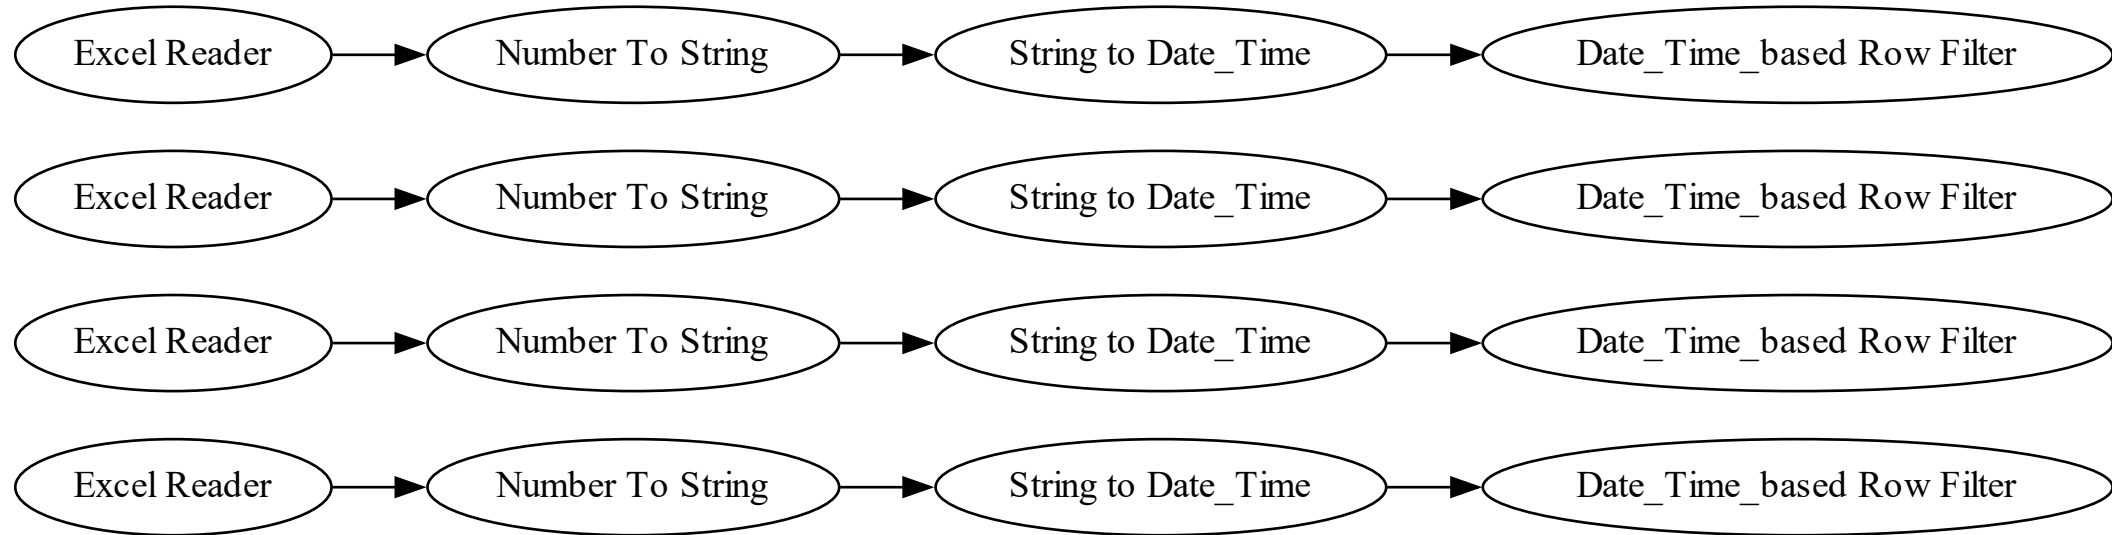 Excel Reader Number To String String to Date_Time Date_Time_based Row Filter
Excel Reader Number To String String to Date_Time Date_Time_based Row Filter
Excel Reader Number To String String to Date_Time Date_Time_based Row Filter
Excel Reader Number To String String to Date_Time Date_Time_based Row Filter